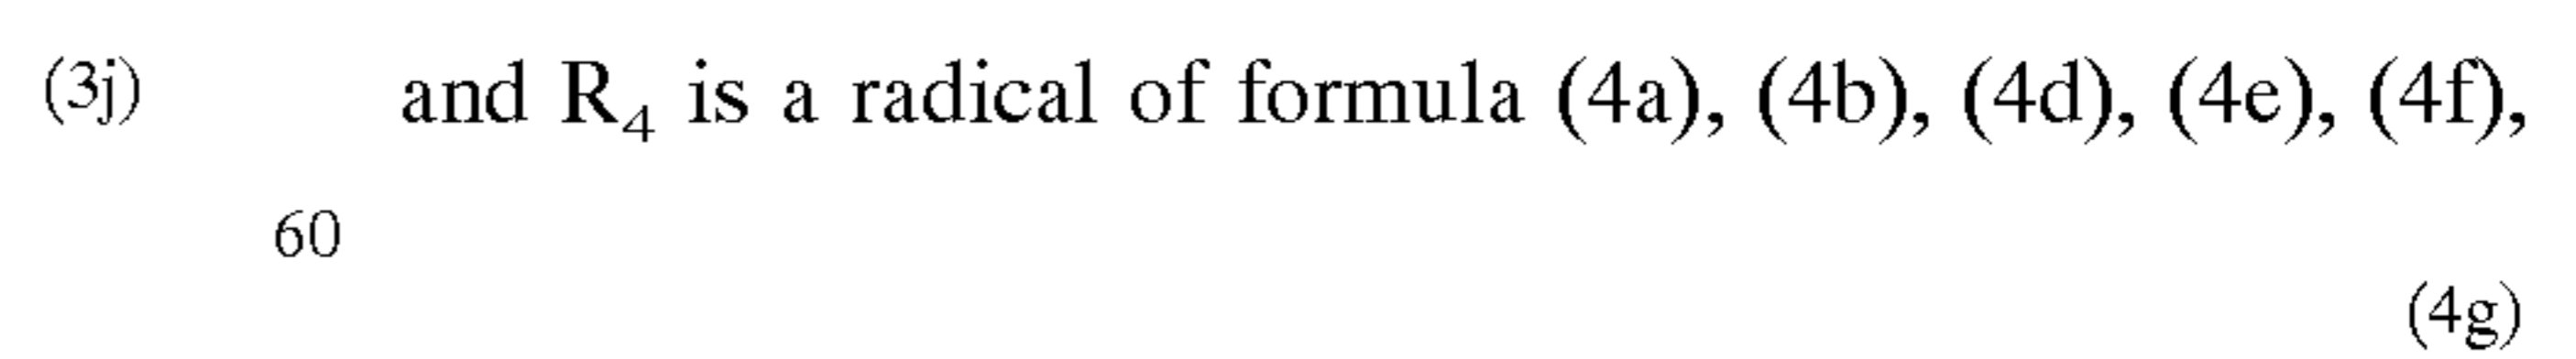 (3j) and R₄ is a radical of formula (4a), (4b), (4d), (4e), (4f),
60
(4g)